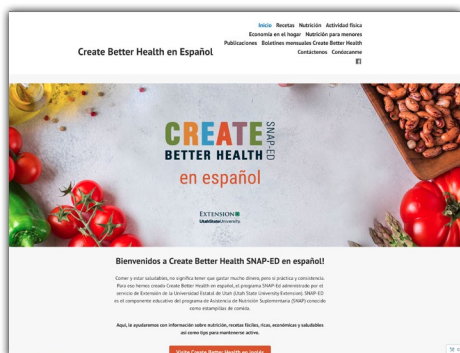 Create Better Health en Español
Inicio Recetas Nutrición Actividad física
Economía en el hogar Nutrición para menores
Publicaciones Boletines mensuales Create Better Health
Contáctenos Conózcanme
CREATE
BETTER HEALTH
SNAP-ED
en español
EXTENSION
UtahStateUniversity
Bienvenidos a Create Better Health SNAP-ED en español!
Comer y estar saludables, no significa tener que gastar mucho dinero, pero sí práctica y consistencia.
Para eso hemos creado Create Better Health en español, el programa SNAP-Ed administrado por el
servicio de Extensión de la Universidad Estatal de Utah (Utah State University Extension). SNAP-ED
es el componente educativo del programa de Asistencia de Nutrición Suplementaria (SNAP) conocido
como estampillas de comida.
Aquí, le ayudaremos con información sobre nutrición, recetas fáciles, ricas, económicas y saludables
así como tips para mantenerse activo.
Visite Create Better Health en inglés